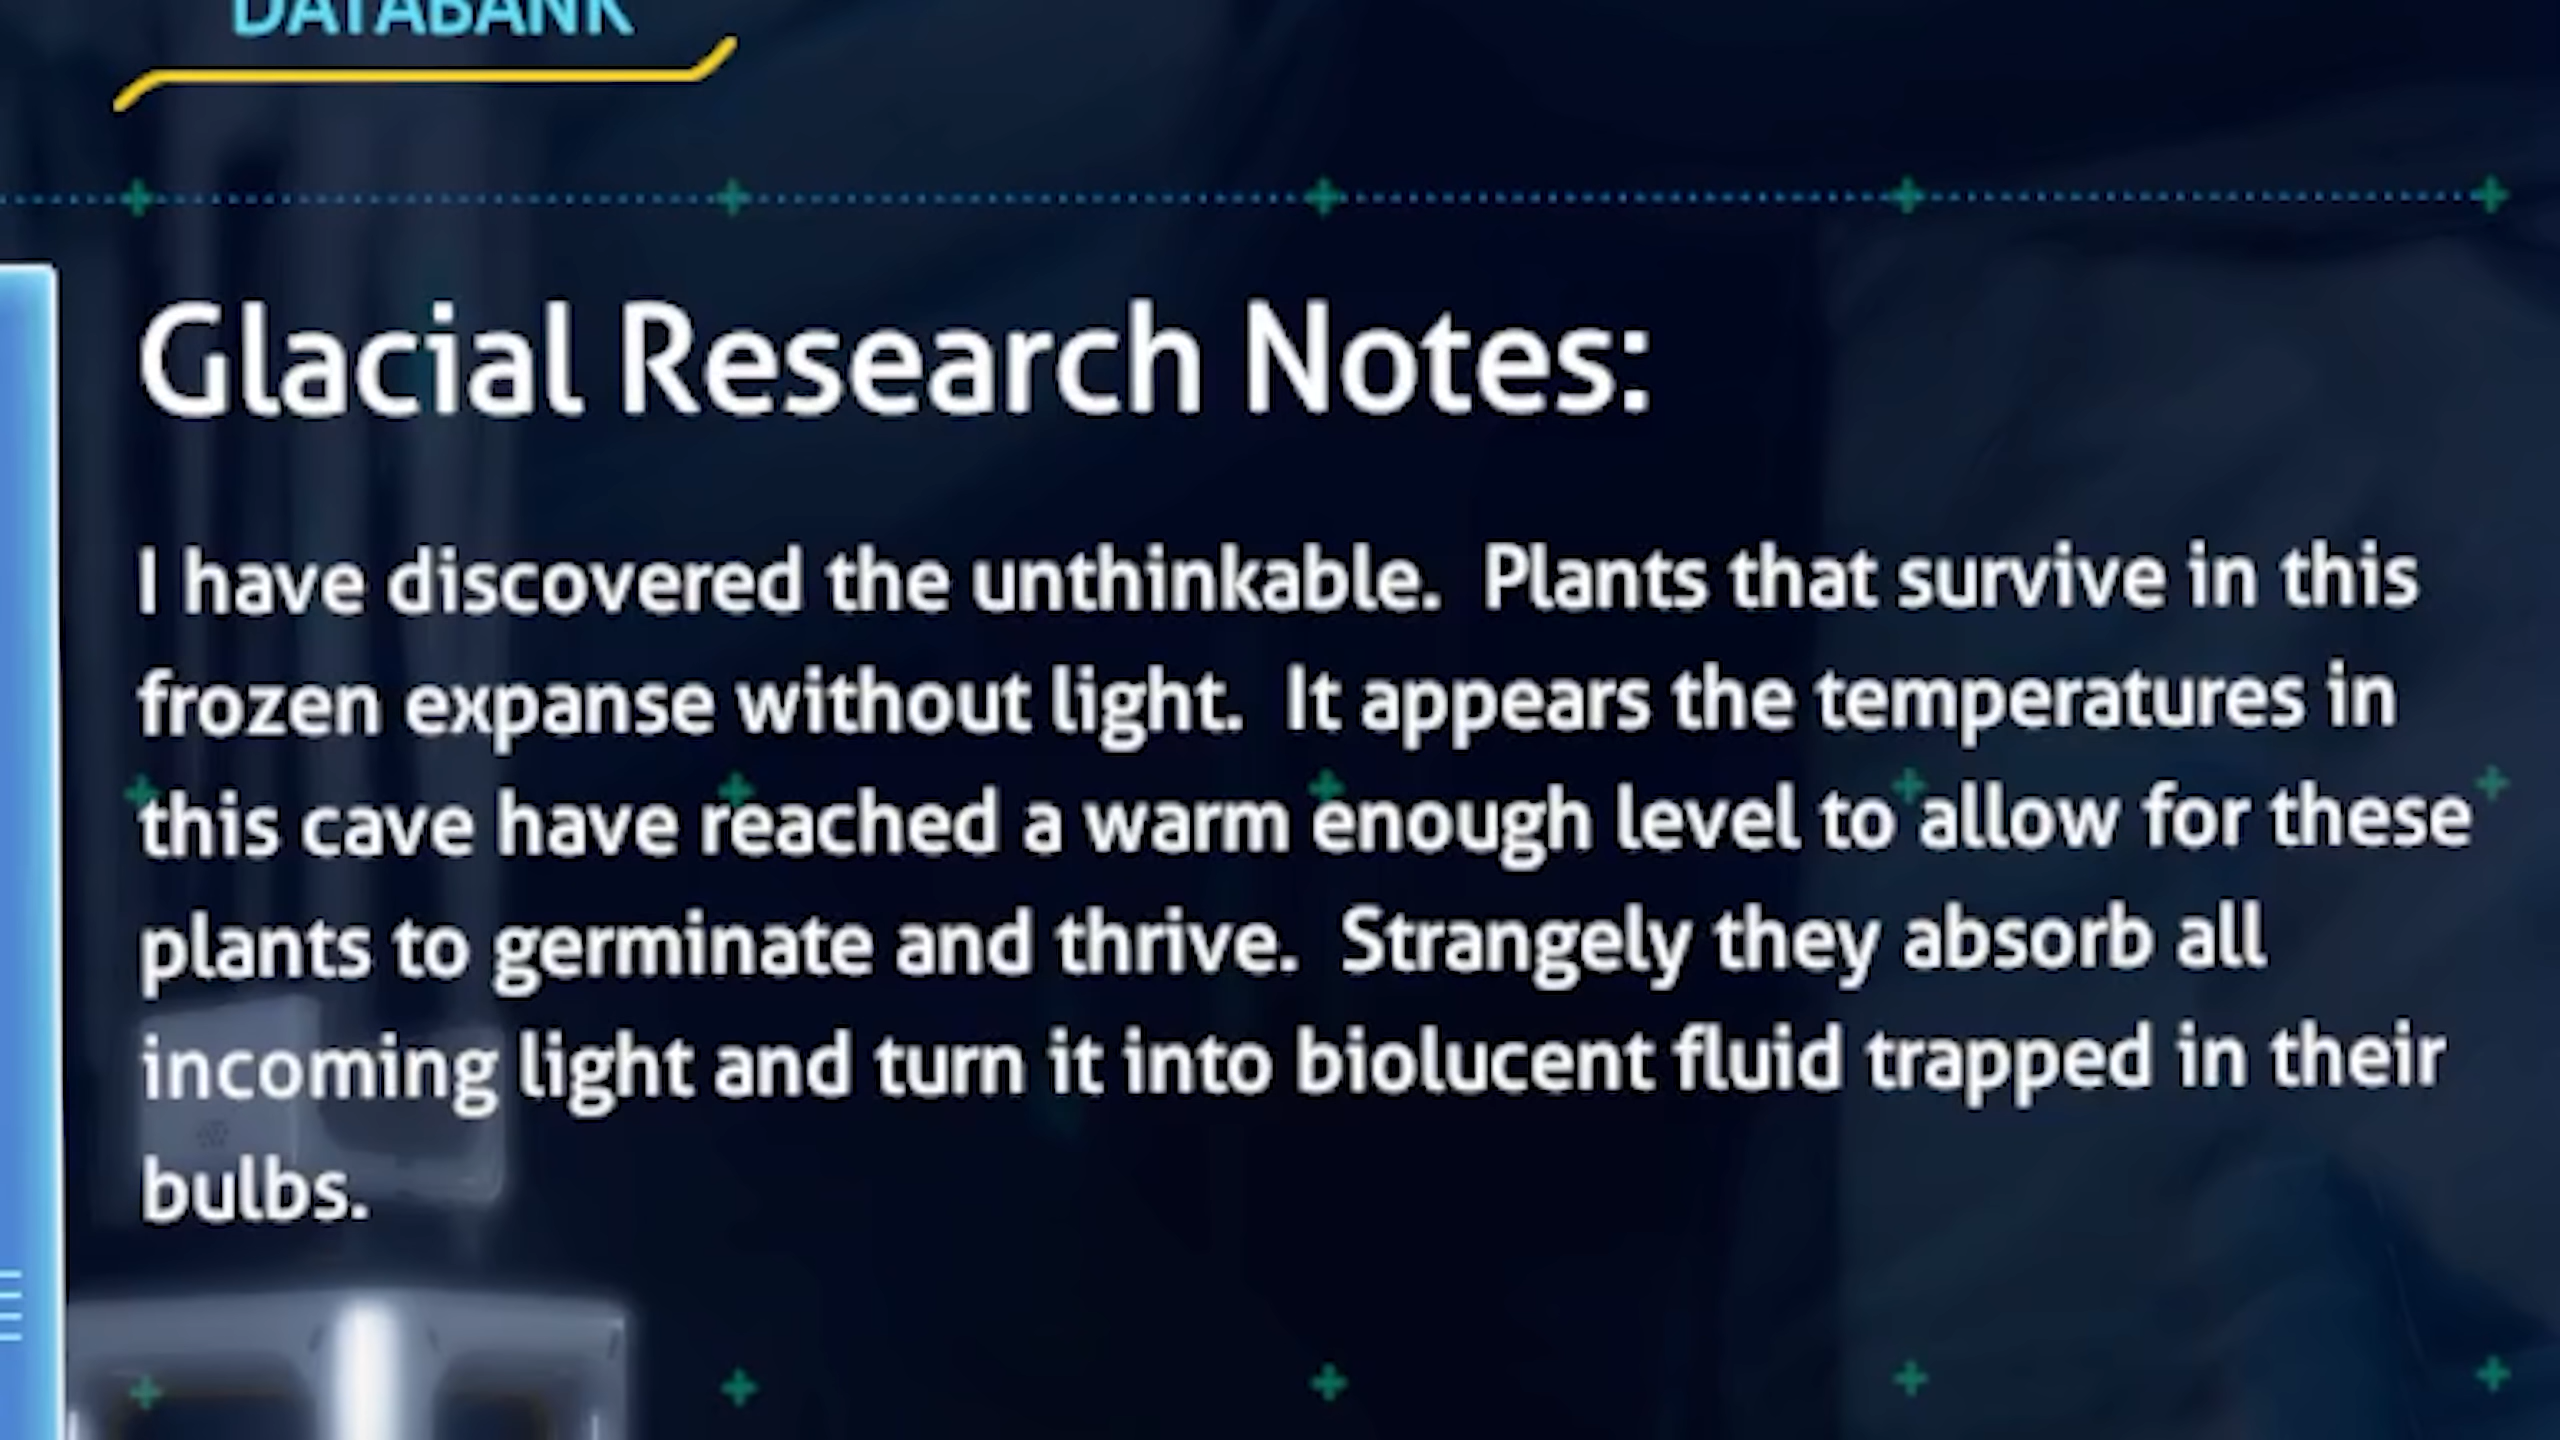 DATABANK
Glacial Research Notes:
I have discovered the unthinkable.  Plants that survive in this
frozen expanse without light.  It appears the temperatures in
this cave have reached a warm enough level to allow for these
plants to germinate and thrive.  Strangely they absorb all
incoming light and turn it into biolucent fluid trapped in their
bulbs.